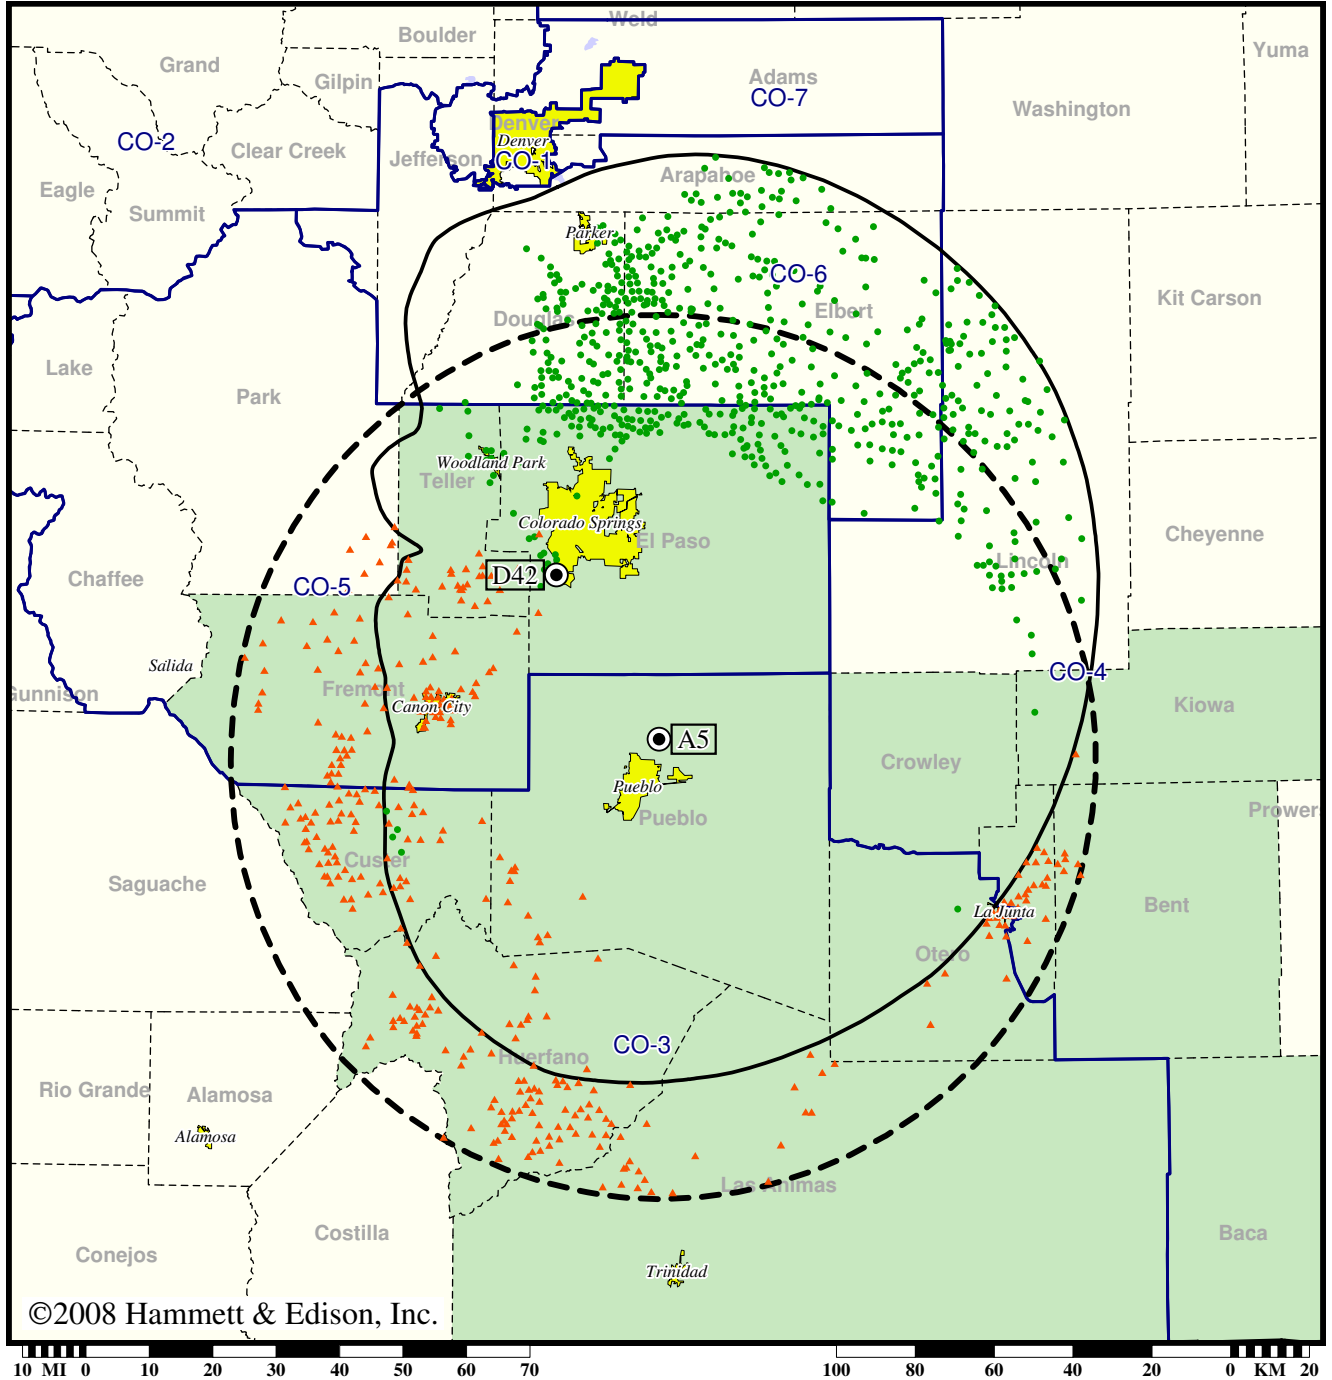 Weld
Boulder
Grand
Gilpin
Yuma
Adams
CO-7
Washington
CO-2
Denver
Denver
CO-1
Clear Creek
Jefferson
Arapahoe
Eagle
Summit
Parker
CO-6
Kit Carson
Elbert
Douglas
Lake
Park
Woodland Park
Teller
Colorado Springs
El Paso
Cheyenne
Lincoln
D42
Chaffee
CO-5
Salida
CO-4
Gunnison
Fremont
Canon City
Kiowa
A5
Crowley
Pueblo
Pueblo
Prowers
Custer
Saguache
Bent
La Junta
Otero
CO-3
Huerfano
Rio Grande
Alamosa
Alamosa
Las Animas
Costilla
Baca
Conejos
Trinidad
©2008 Hammett & Edison, Inc.
10 MI 0 10 20 30 40 50 60 70 100 80 60 40 20 0 KM 20